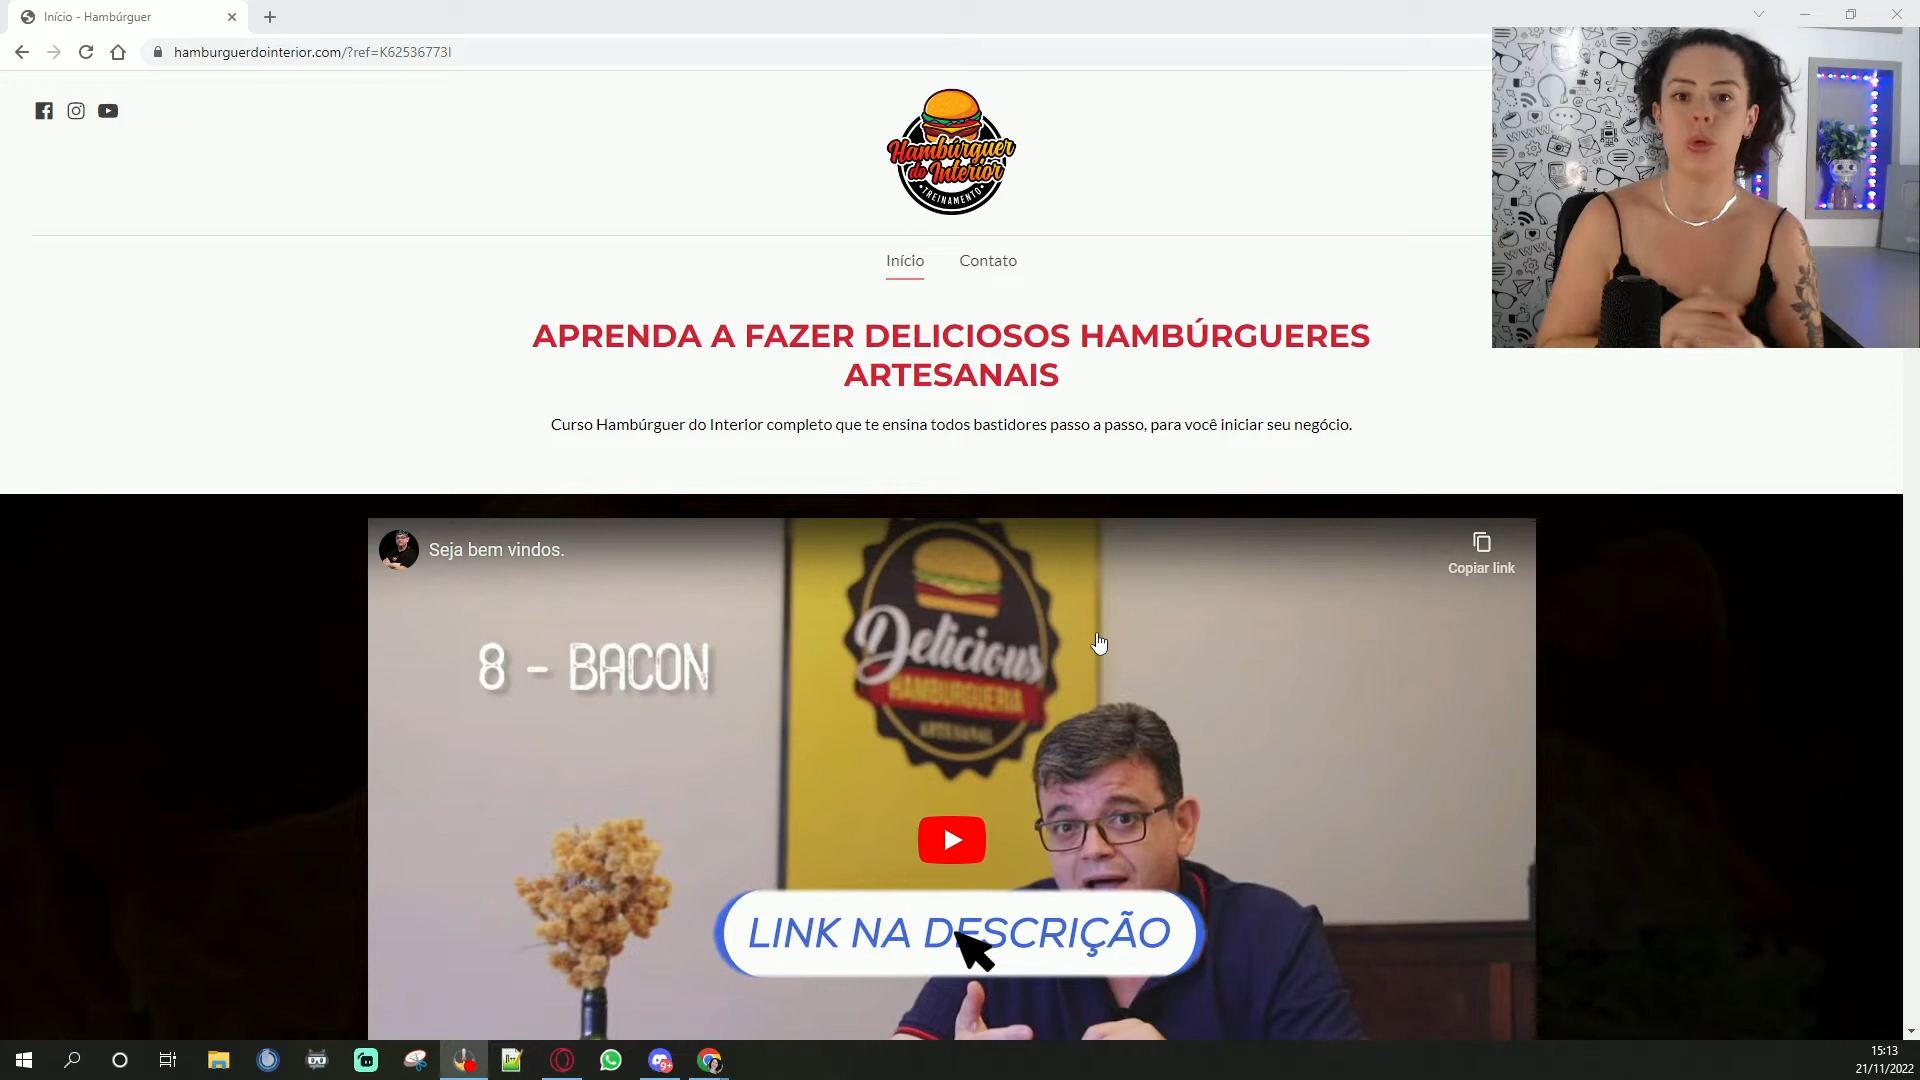 Início - Hambúrguer
hamburguerdointerior.com/?ref=K62536773I
Hambúrguer
do Interior
TREINAMENTO
Início
Contato
APRENDA A FAZER DELICIOSOS HAMBÚRGUERES
ARTESANAIS
Curso Hambúrguer do Interior completo que te ensina todos bastidores passo a passo, para você iniciar seu negócio.
Seja bem vindos.
Copiar link
8 - BACON
Delicious
HAMBURGUERIA
ARTESANAL
LINK NA DESCRIÇÃO
9+
15:13
21/11/2022